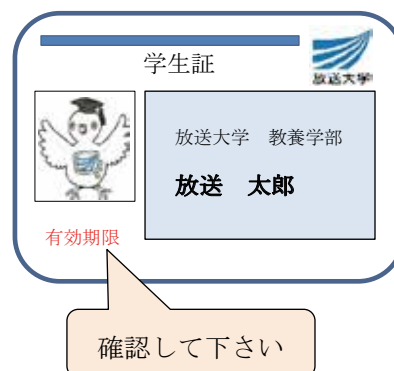 学生証
放送大学
放送大学 教養学部
放送 太郎
有効期限
確認して下さい